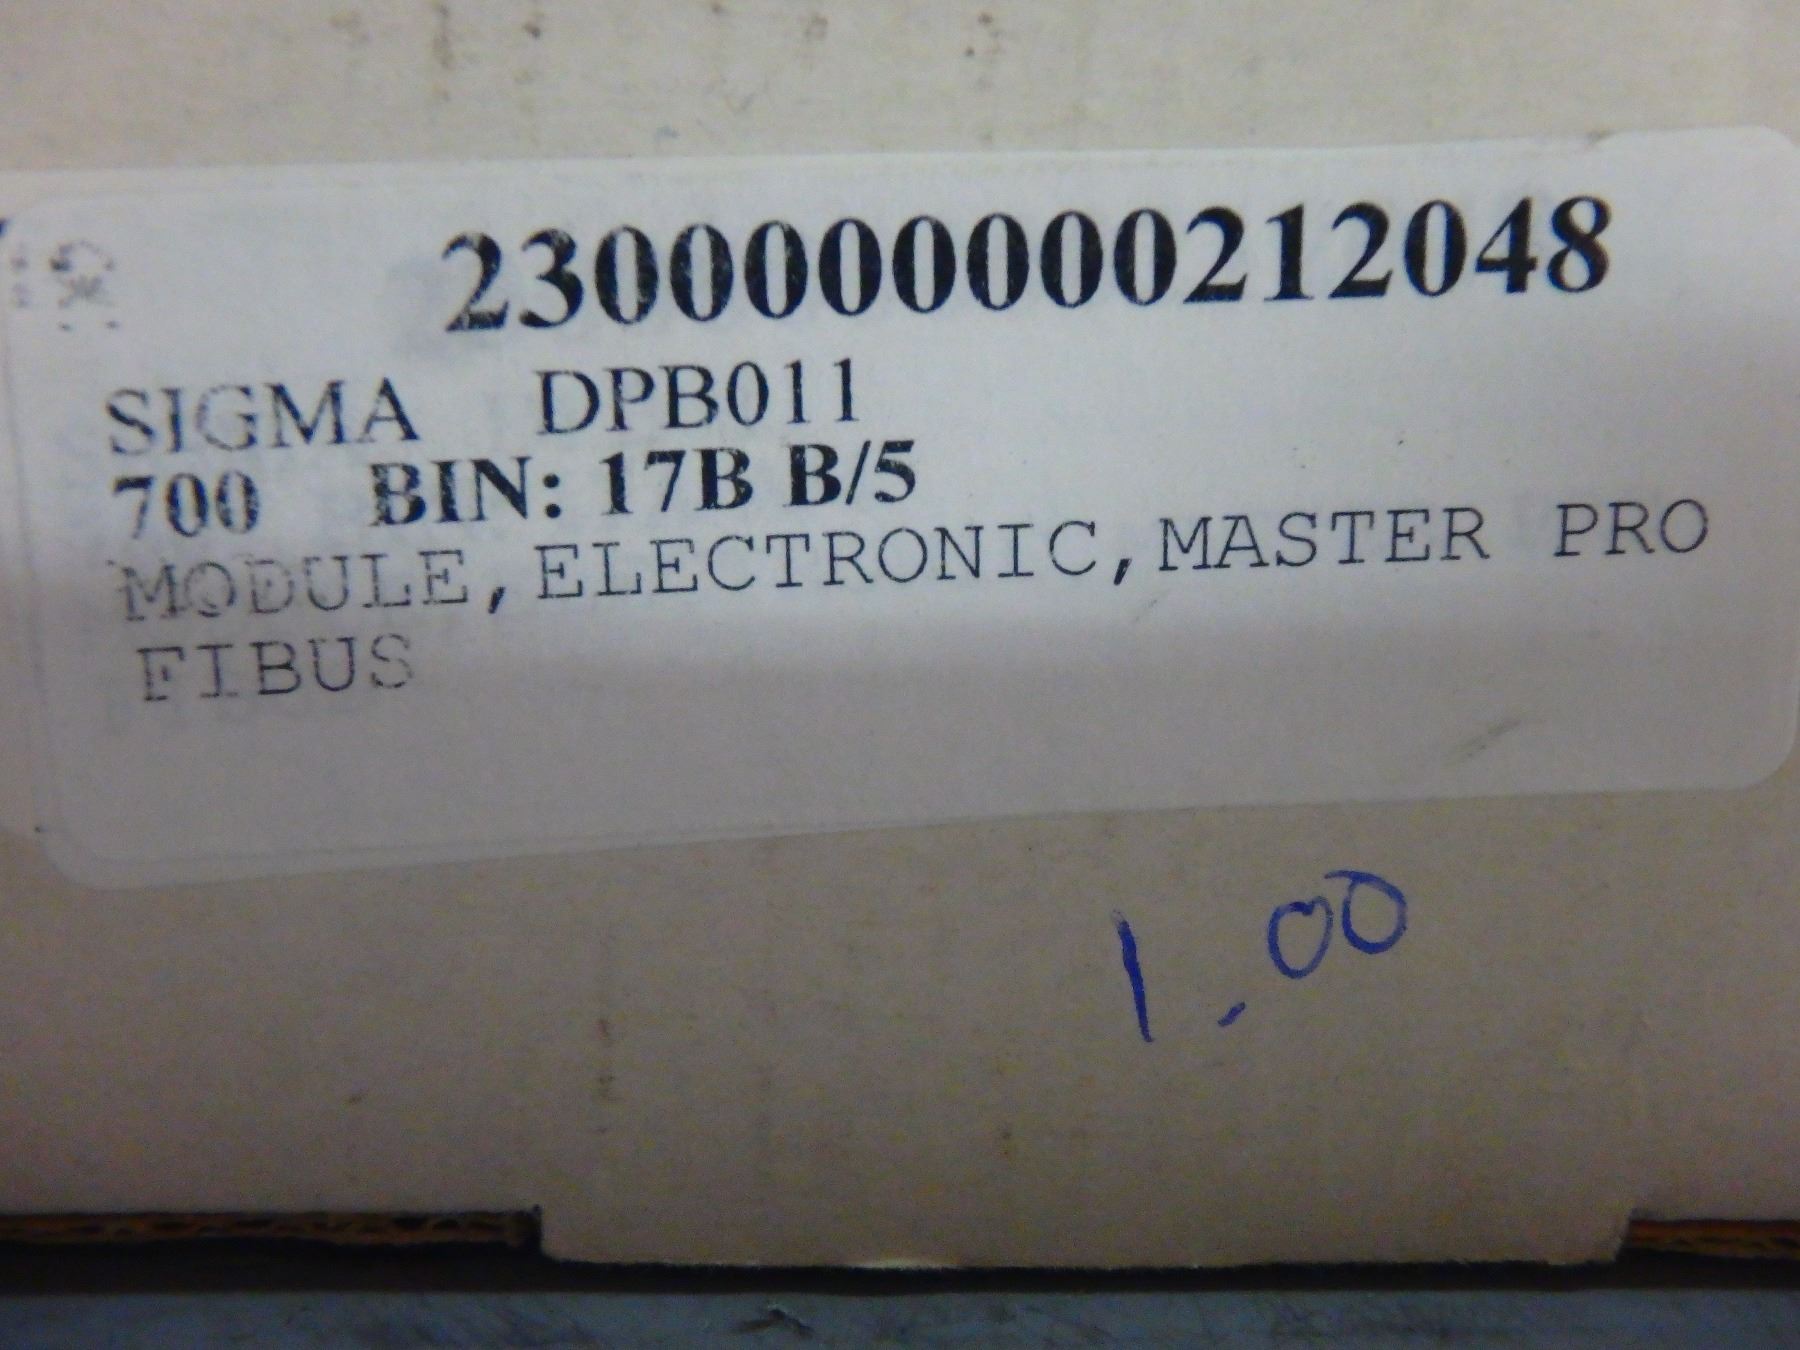 2300000000212048
SIGMA DPB011
700 BIN: 17B B/5
MODULE,ELECTRONIC,MASTER PRO
FIBUS
1.00